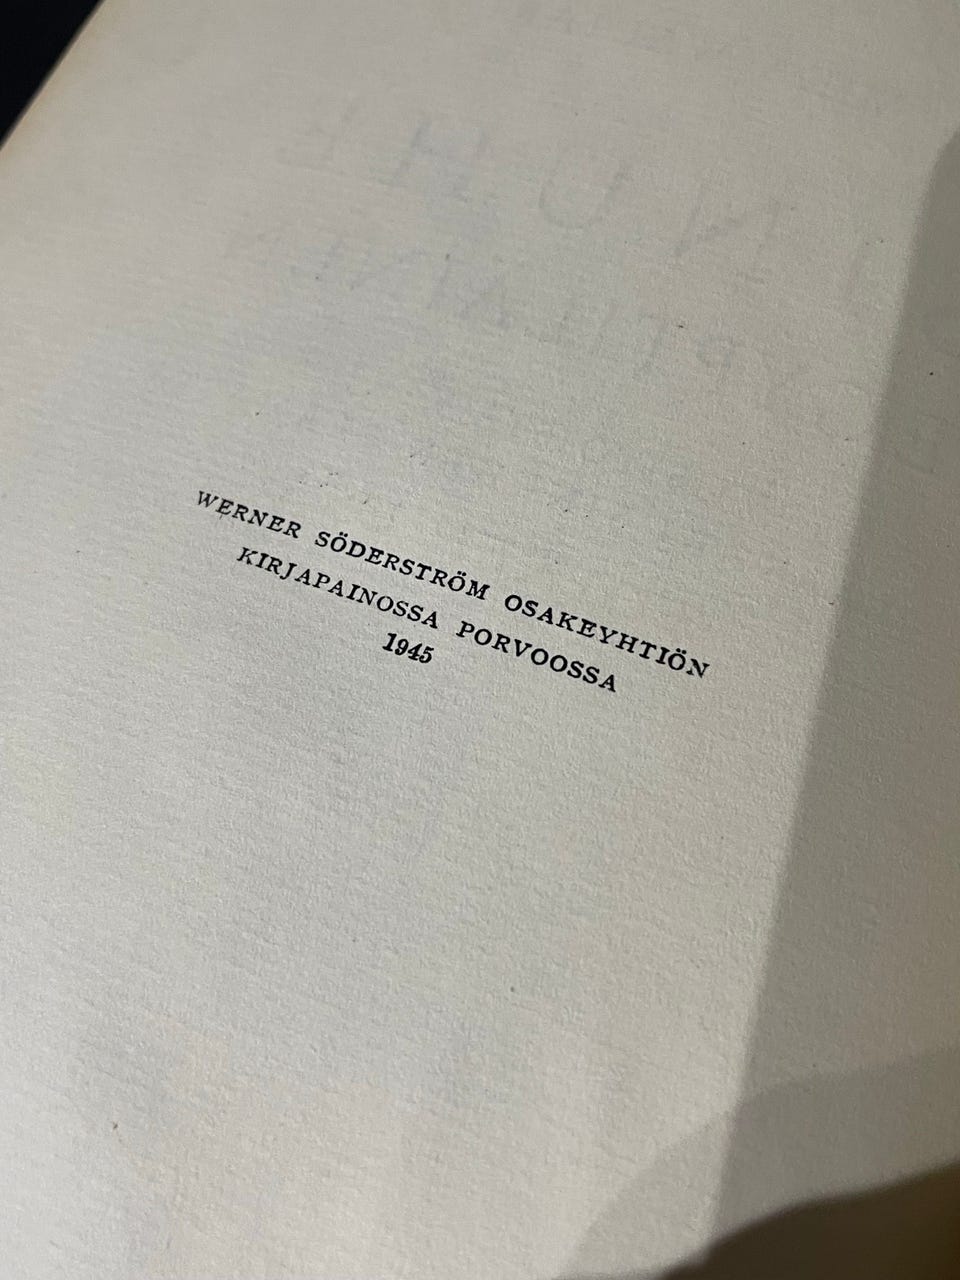 WERNER SÖDERSTRÖM OSAKEYHTIÖN
KIRJAPAINOSSA PORVOOSSA
1945